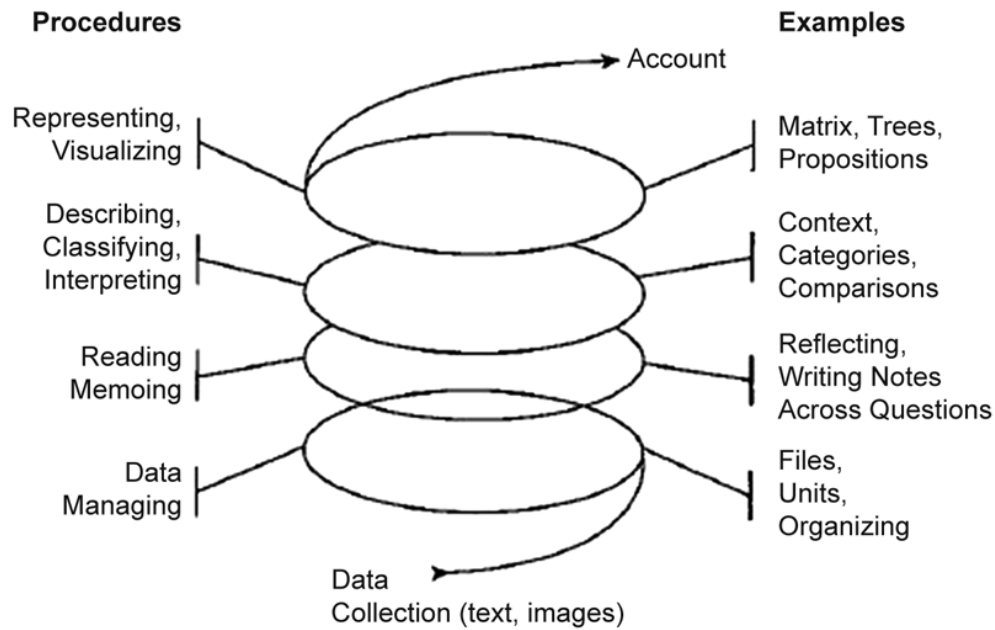 Procedures
Examples
Account
Representing,
Visualizing
Matrix, Trees,
Propositions
Describing,
Classifying,
Interpreting
Context,
Categories,
Comparisons
Reading
Memoing
Reflecting,
Writing Notes
Across Questions
Data
Managing
Files,
Units,
Organizing
Data
Collection (text, images)